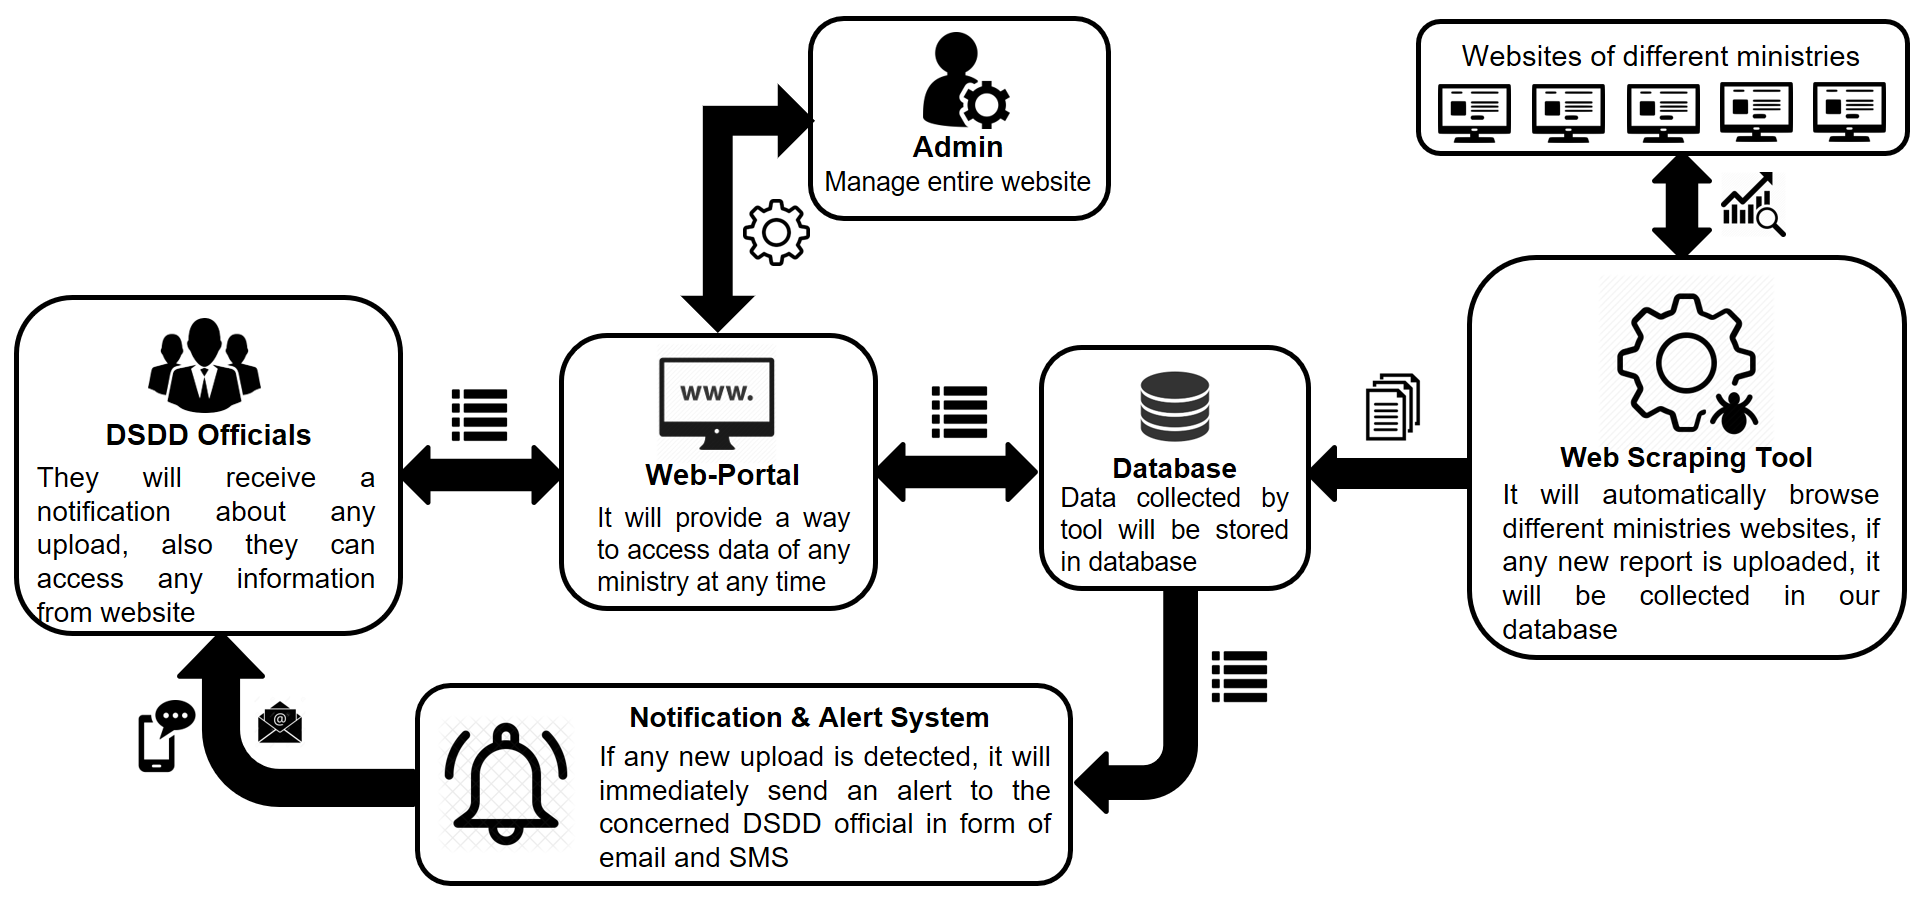 Websites of different ministries
Admin
Manage entire website
DSDD Officials
They will receive a
notification about any
upload, also they can
access any information
from website
www.
Web-Portal
It will provide a way
to access data of any
ministry at any time
Database
Data collected by
tool will be stored
in database
Web Scraping Tool
It will automatically browse
different ministries websites, if
any new report is uploaded, it
will be collected in our
database
@
Notification & Alert System
If any new upload is detected, it will
immediately send an alert to the
concerned DSDD official in form of
email and SMS